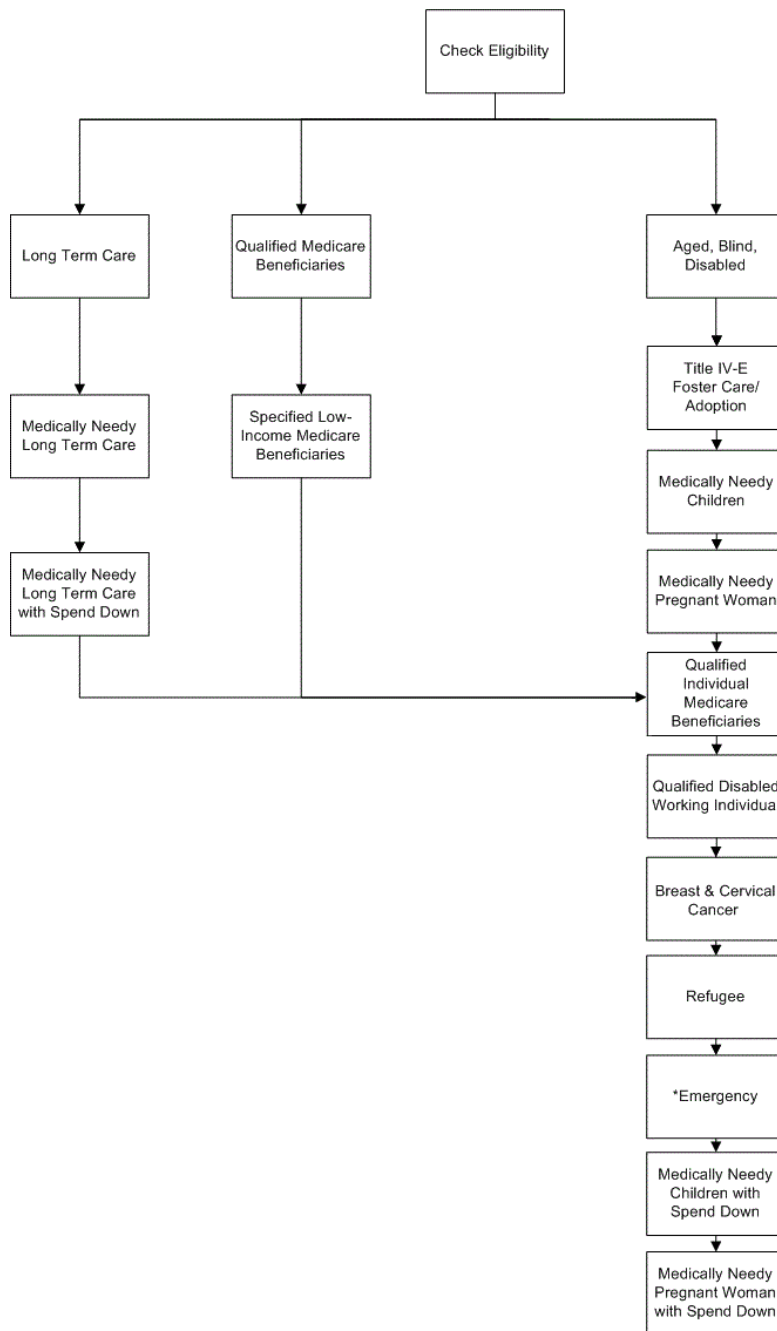 Check Eligibility
Long Term Care
Qualified Medicare
Beneficiaries
Aged, Blind,
Disabled
Title IV-E
Foster Care/
Adoption
Medically Needy
Long Term Care
Specified Low-
Income Medicare
Beneficiaries
Medically Needy
Children
Medically Needy
Long Term Care
with Spend Down
Medically Needy
Pregnant Woman
Qualified
Individual
Medicare
Beneficiaries
Qualified Disabled
Working Individual
Breast & Cervical
Cancer
Refugee
*Emergency
Medically Needy
Children with
Spend Down
Medically Needy
Pregnant Woman
with Spend Down